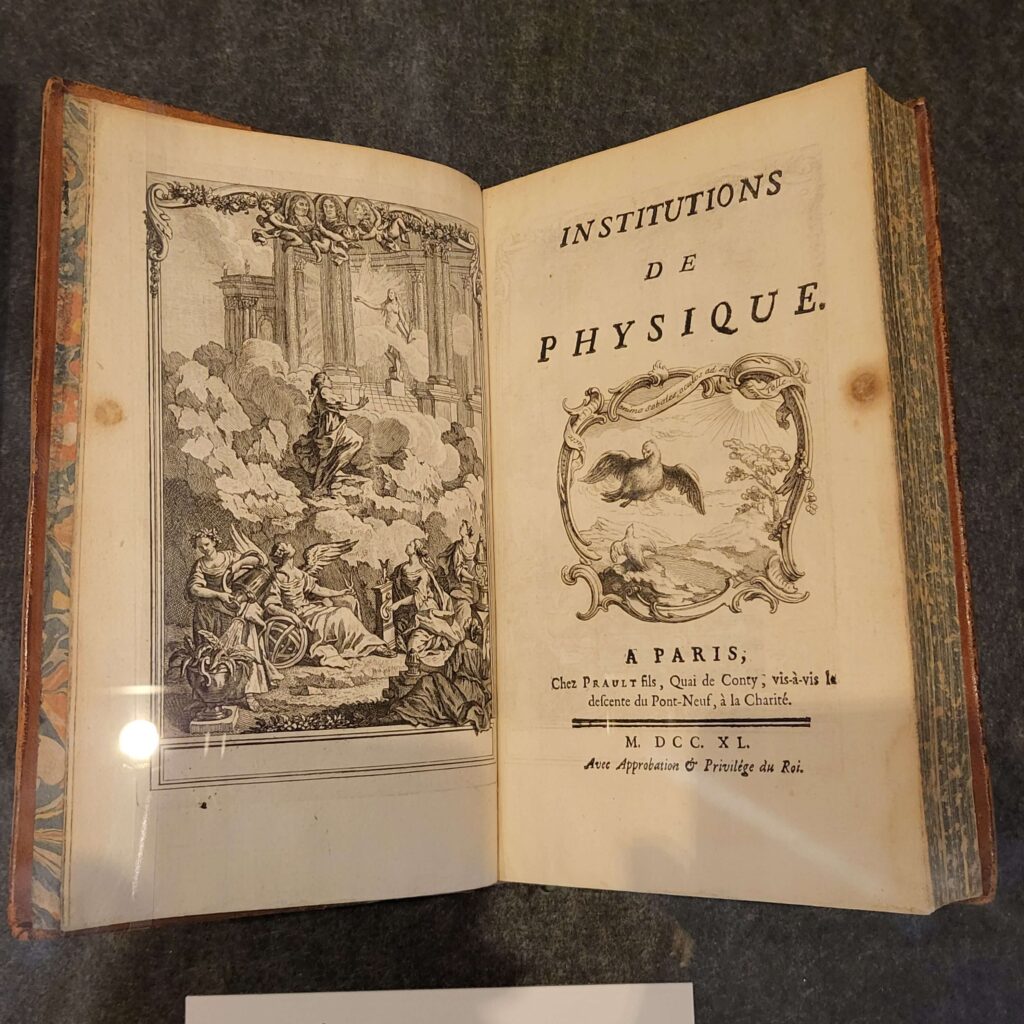 INSTITUTIONS
DE
PHYSIQUE.
A PARIS,
Chez PRAULT fils, Quai de Conty, vis-à-vis la
descente du Pont-Neuf, à la Charité.
M. DCC. XL.
Avec Approbation & Privilége du Roi.